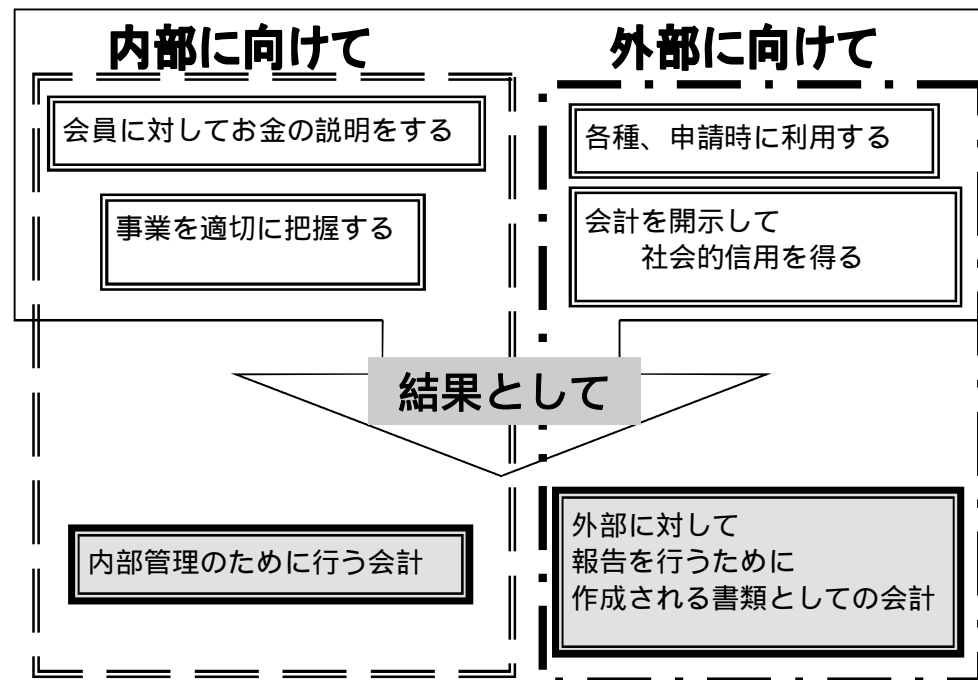 内部に向けて
会員に対してお金の説明をする
事業を適切に把握する
外部に向けて
各種、申請時に利用する
会計を開示して
社会的信用を得る
結果として
内部管理のために行う会計
外部に対して
報告を行うために
作成される書類としての会計